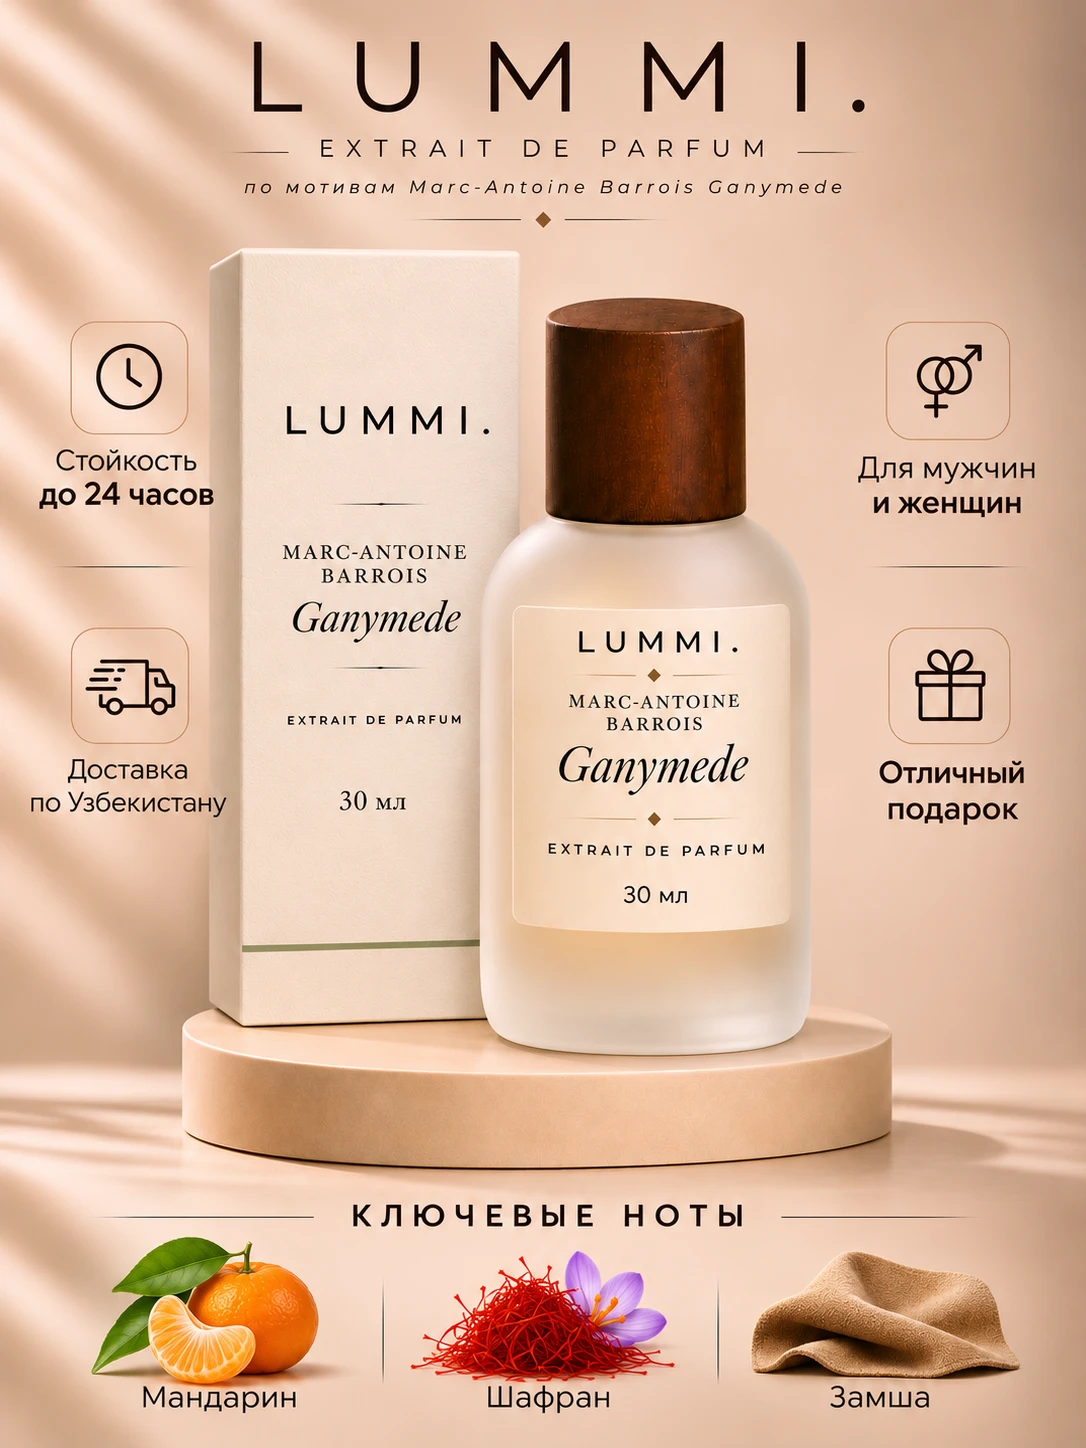 LUMMI.
EXTRAIT DE PARFUM
по мотивам Marc-Antoine Barrois Ganymede
Стойкость
до 24 часов
Доставка
по Узбекистану
LUMMI.
MARC-ANTOINE
BARROIS
Ganymede
EXTRAIT DE PARFUM
30 мл
LUMMI.
MARC-ANTOINE
BARROIS
Ganymede
EXTRAIT DE PARFUM
30 мл
Для мужчин
и женщин
Отличный
подарок
КЛЮЧЕВЫЕ НОТЫ
Мандарин
Шафран
Замша